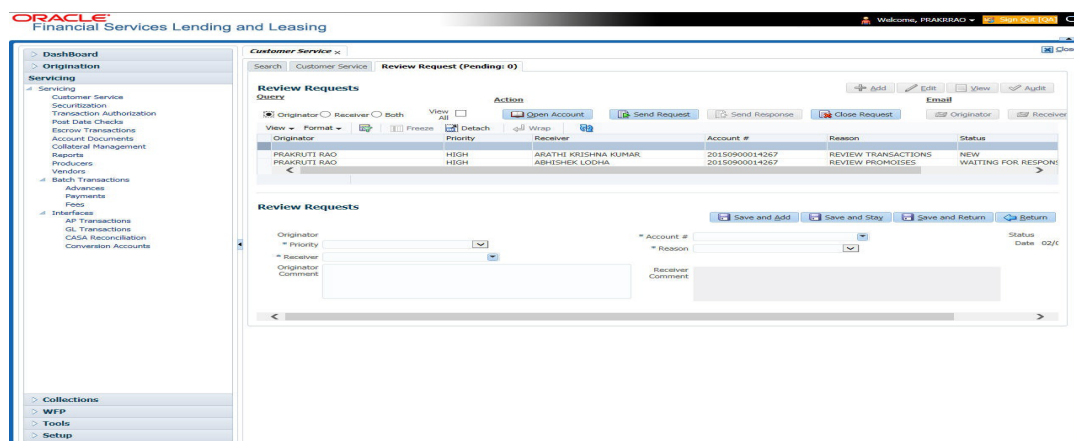 ORACLE
Financial Services Lending and Leasing
Welcome, PRAKRRAO
Sign Out [QA]
DashBoard
Origination
Servicing
Servicing
Customer Service
Securitization
Transaction Authorization
Post Date Checks
Escrow Transactions
Account Documents
Collateral Management
Reports
Producers
Vendors
Batch Transactions
Advances
Payments
Fees
Interfaces
AP Transactions
GL Transactions
CASA Reconciliation
Conversion Accounts
Collections
WFP
Tools
Setup
Customer Service ×
Clos
Search Customer Service Review Request (Pending: 0)
Review Requests
Add Edit View Audit
Query Action Email
Originator Receiver Both View All Open Account Send Request Send Response Close Request Originator Receiver
View Format Freeze Detach Wrap
Originator Priority Receiver Account # Reason Status
PRAKRUTI RAO HIGH ARATHI KRISHNA KUMAR 20150900014267 REVIEW TRANSACTIONS NEW
PRAKRUTI RAO HIGH ABHISHEK LODHA 20150900014267 REVIEW PROMOISES WAITING FOR RESPONS
Review Requests
Save and Add Save and Stay Save and Return Return
Originator * Account # Status
* Priority * Reason Date 02/0
* Receiver
Originator Comment Receiver Comment